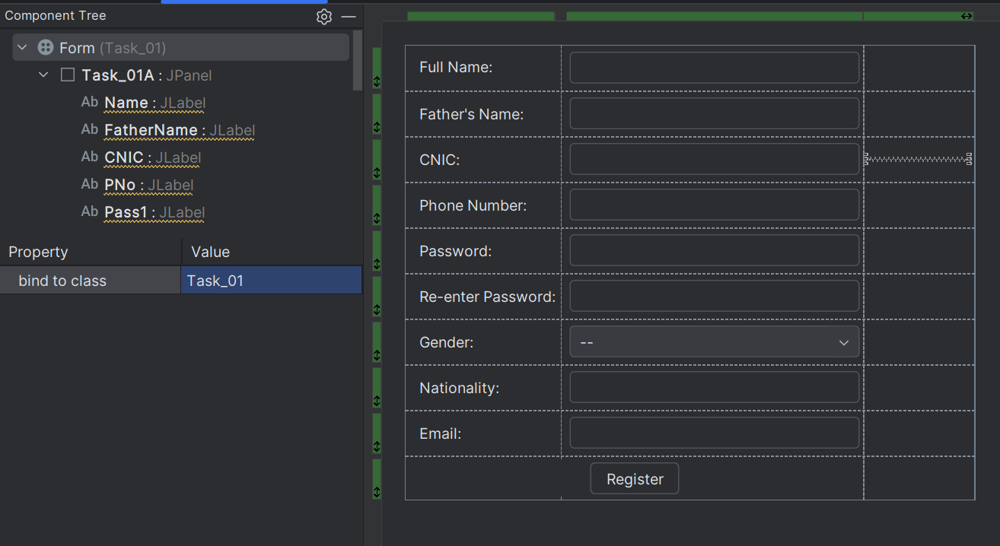 Component Tree
Form (Task_01)
Task_01A : JPanel
Ab Name : JLabel
Ab FatherName : JLabel
Ab CNIC : JLabel
Ab PNo : JLabel
Ab Pass1 : JLabel
Property Value
bind to class Task_01
Full Name:
Father's Name:
CNIC:
Phone Number:
Password:
Re-enter Password:
Gender: --
Nationality:
Email:
Register